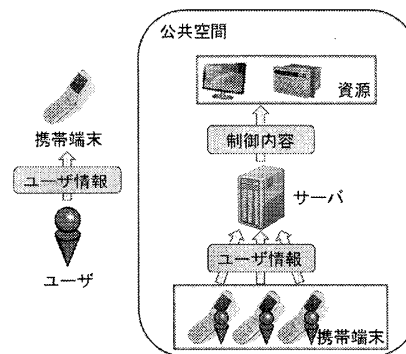 公共空間
資源
制御内容
サーバ
ユーザ情報
携帯端末
携帯端末
ユーザ情報
ユーザ